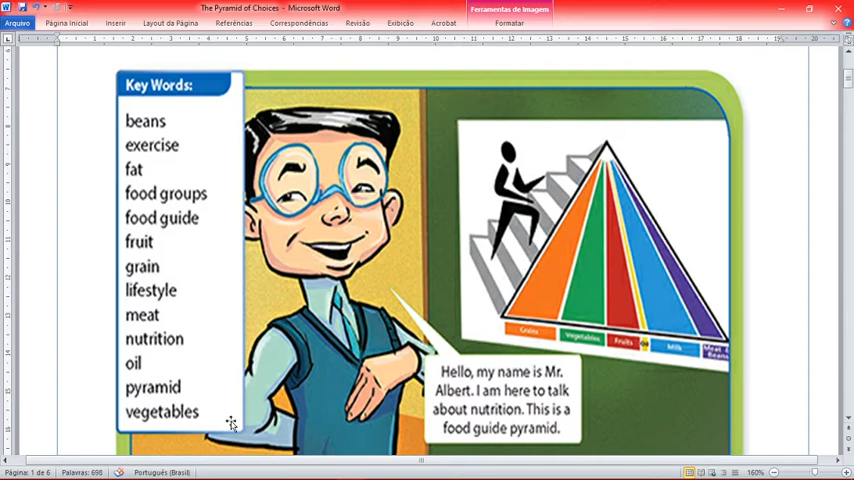 The Pyramid of Choices - Microsoft Word
Ferramentas de Imagem
Arquivo
Página Inicial
Inserir
Layout da Página
Referências
Correspondências
Revisão
Exibição
Acrobat
Formatar
Key Words:
beans
exercise
fat
food groups
food guide
fruit
grain
lifestyle
meat
nutrition
oil
pyramid
vegetables
Grains
Vegetables
Fruits
Oil
Milk
Meat &
Beans
Hello, my name is Mr.
Albert. I am here to talk
about nutrition. This is a
food guide pyramid.
Página: 1 de 6
Palavras: 698
Português (Brasil)
160%